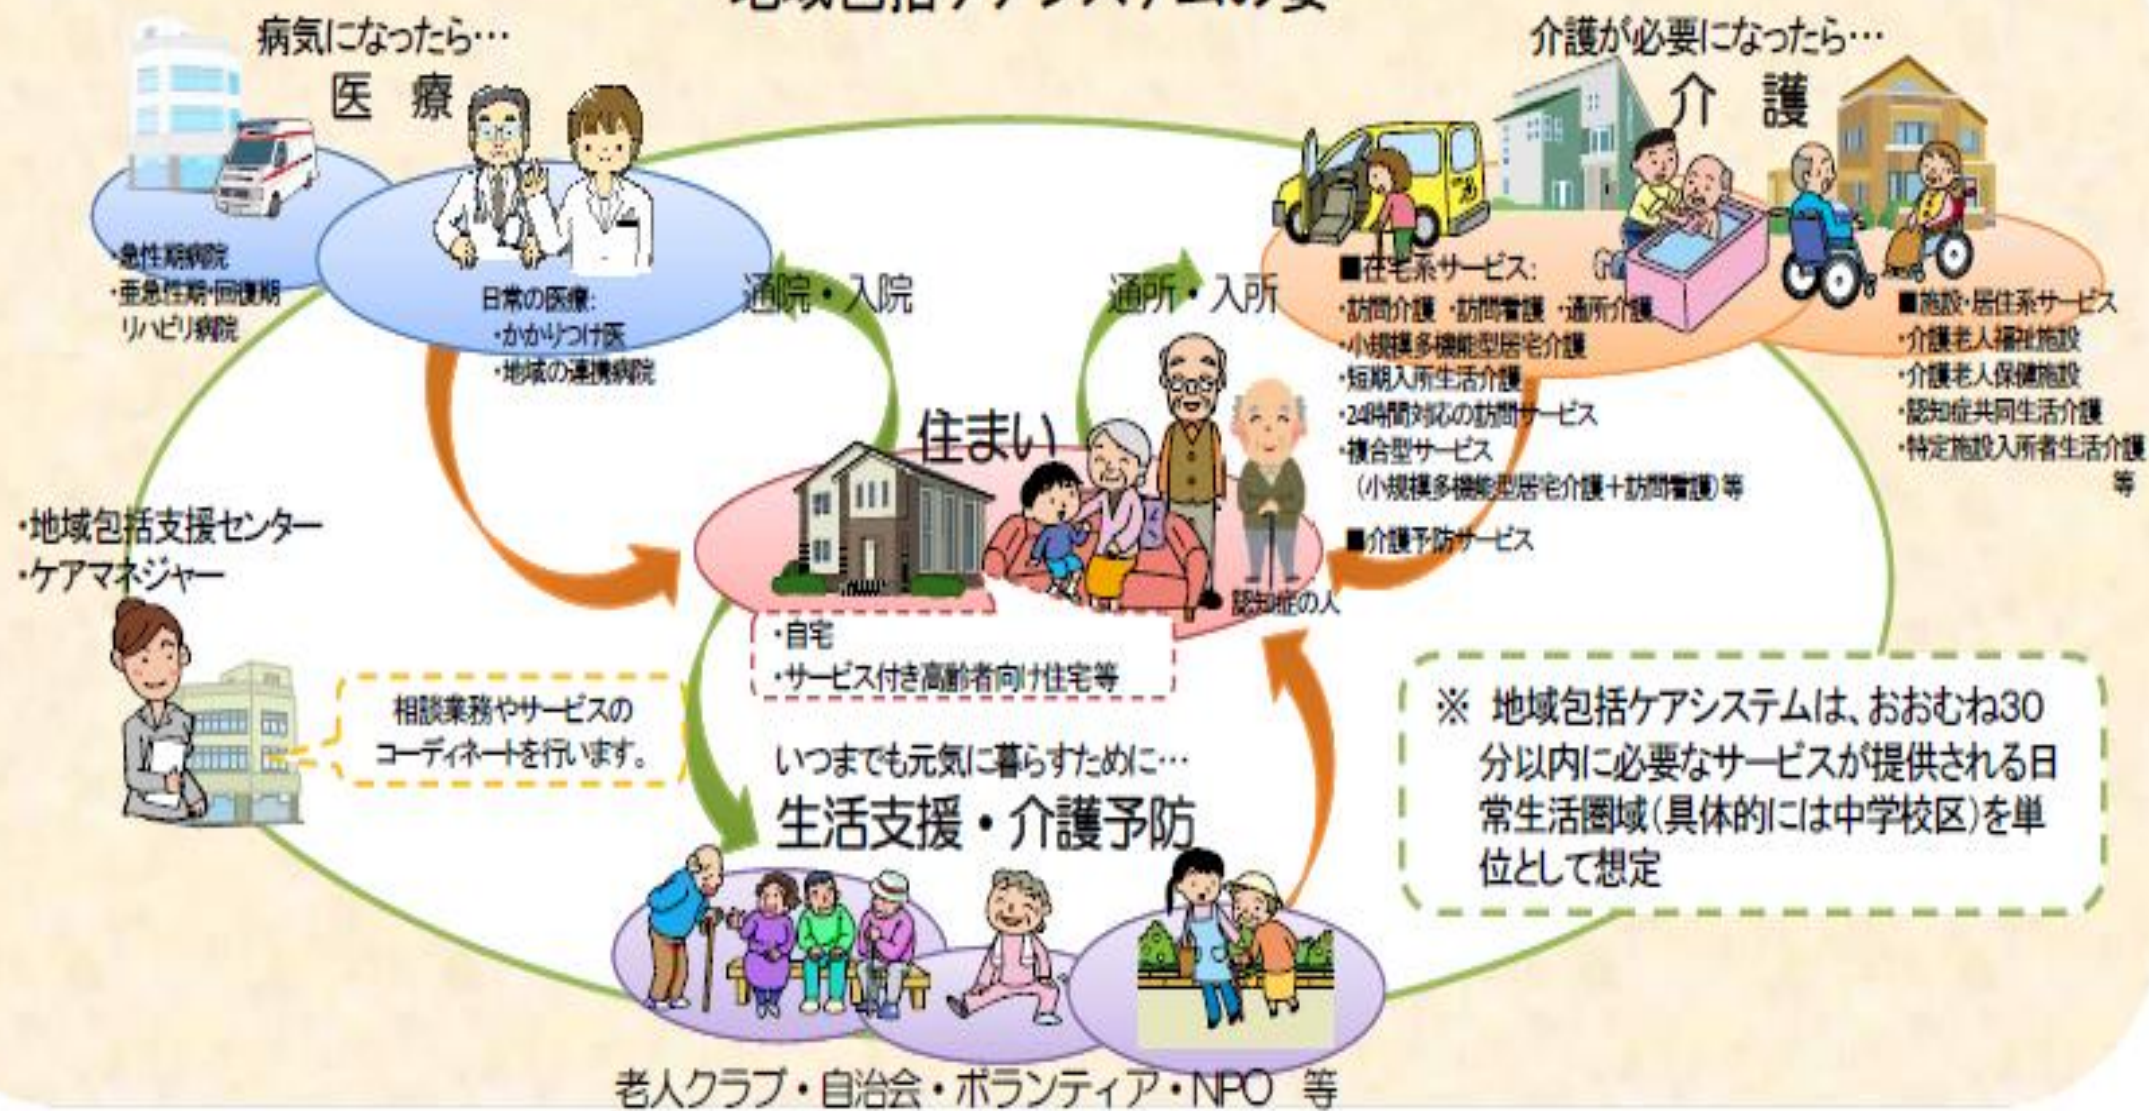 地域包括ケアシステムの姿
病気になったら…
医 療
・急性期病院
・亜急性期・回復期
リハビリ病院
日常の医療:
・かかりつけ医
・地域の連携病院
通院・入院
通所・入所
介護が必要になったら…
介 護
■在宅系サービス:
・訪問介護 ・訪問看護 ・通所介護
・小規模多機能型居宅介護
・短期入所生活介護
・24時間対応の訪問サービス
・複合型サービス
(小規模多機能型居宅介護+訪問看護)等
■介護予防サービス
■施設・居住系サービス
・介護老人福祉施設
・介護老人保健施設
・認知症共同生活介護
・特定施設入所者生活介護
等
住まい
認知症の人
・自宅
・サービス付き高齢者向け住宅等
・地域包括支援センター
・ケアマネジャー
相談業務やサービスの
コーディネートを行います。
いつまでも元気に暮らすために…
生活支援・介護予防
老人クラブ・自治会・ボランティア・NPO 等
※ 地域包括ケアシステムは、おおむね30
分以内に必要なサービスが提供される日
常生活圏域(具体的には中学校区)を単
位として想定